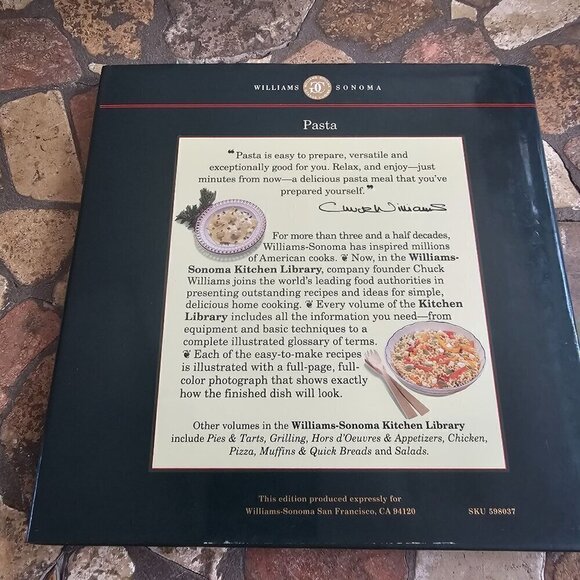 WILLIAMS SONOMA
Pasta
❝Pasta is easy to prepare, versatile and
exceptionally good for you. Relax, and enjoy—just
minutes from now—a delicious pasta meal that you've
prepared yourself.❞
Chuck Williams
For more than three and a half decades,
Williams-Sonoma has inspired millions
of American cooks. ❦ Now, in the Williams-
Sonoma Kitchen Library, company founder Chuck
Williams joins the world's leading food authorities in
presenting outstanding recipes and ideas for simple,
delicious home cooking. ❦ Every volume of the Kitchen
Library includes all the information you need—from
equipment and basic techniques to a
complete illustrated glossary of terms.
❦ Each of the easy-to-make recipes
is illustrated with a full-page, full-
color photograph that shows exactly
how the finished dish will look.
Other volumes in the Williams-Sonoma Kitchen Library
include Pies & Tarts, Grilling, Hors d'Oeuvres & Appetizers, Chicken,
Pizza, Muffins & Quick Breads and Salads.
This edition produced expressly for
Williams-Sonoma San Francisco, CA 94120 SKU 598037